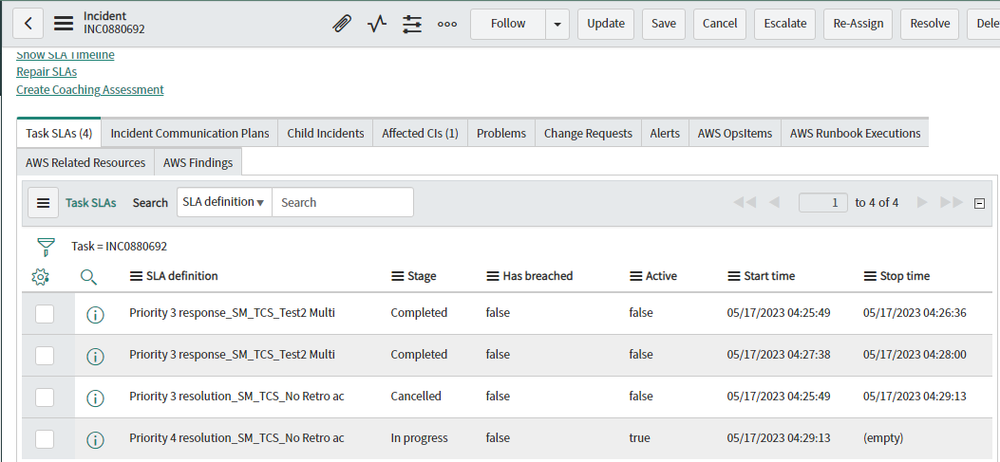 Incident
INC0880692
Follow Update Save Cancel Escalate Re-Assign Resolve Dele
Show SLA Timeline
Repair SLAs
Create Coaching Assessment
Task SLAs (4) Incident Communication Plans Child Incidents Affected CIs (1) Problems Change Requests Alerts AWS OpsItems AWS Runbook Executions
AWS Related Resources AWS Findings
Task SLAs Search SLA definition Search 1 to 4 of 4
Task = INC0880692
SLA definition Stage Has breached Active Start time Stop time
Priority 3 response_SM_TCS_Test2 Multi Completed false false 05/17/2023 04:25:49 05/17/2023 04:26:36
Priority 3 response_SM_TCS_Test2 Multi Completed false false 05/17/2023 04:27:38 05/17/2023 04:28:00
Priority 3 resolution_SM_TCS_No Retro ac Cancelled false false 05/17/2023 04:25:49 05/17/2023 04:29:13
Priority 4 resolution_SM_TCS_No Retro ac In progress false true 05/17/2023 04:29:13 (empty)